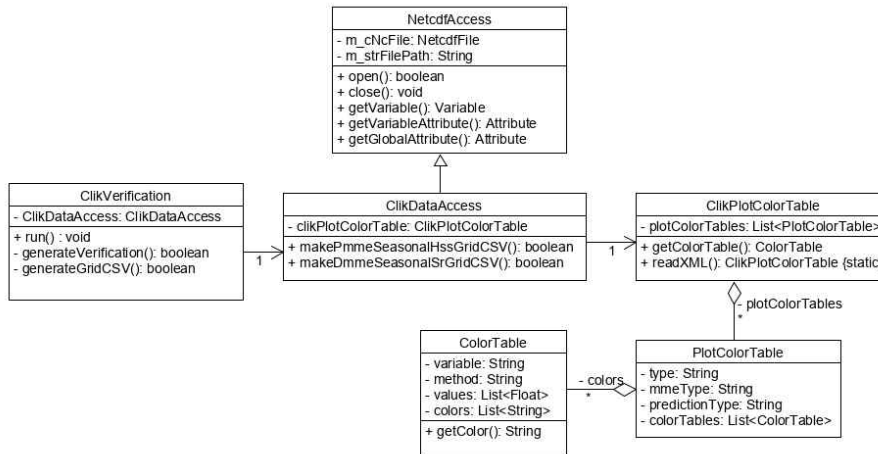 NetcdfAccess
- m_cNcFile: NetcdfFile
- m_strFilePath: String
+ open(): boolean
+ close(): void
+ getVariable(): Variable
+ getVariableAttribute(): Attribute
+ getGlobalAttribute(): Attribute
ClikVerification
- ClikDataAccess: ClikDataAccess
+ run() : void
- generateVerification(): boolean
- generateGridCSV(): boolean
1
ClikDataAccess
- clikPlotColorTable: ClikPlotColorTable
+ makePmmeSeasonalHssGridCSV(): boolean
+ makeDmmeSeasonalSrGridCSV(): boolean
1
ClikPlotColorTable
- plotColorTables: List<PlotColorTable>
+ getColorTable(): ColorTable
+ readXML(): ClikPlotColorTable {static
- plotColorTables
*
ColorTable
- variable: String
- method: String
- values: List<Float>
- colors: List<String>
+ getColor(): String
- colors
*
PlotColorTable
- type: String
- mmeType: String
- predictionType: String
- colorTables: List<ColorTable>